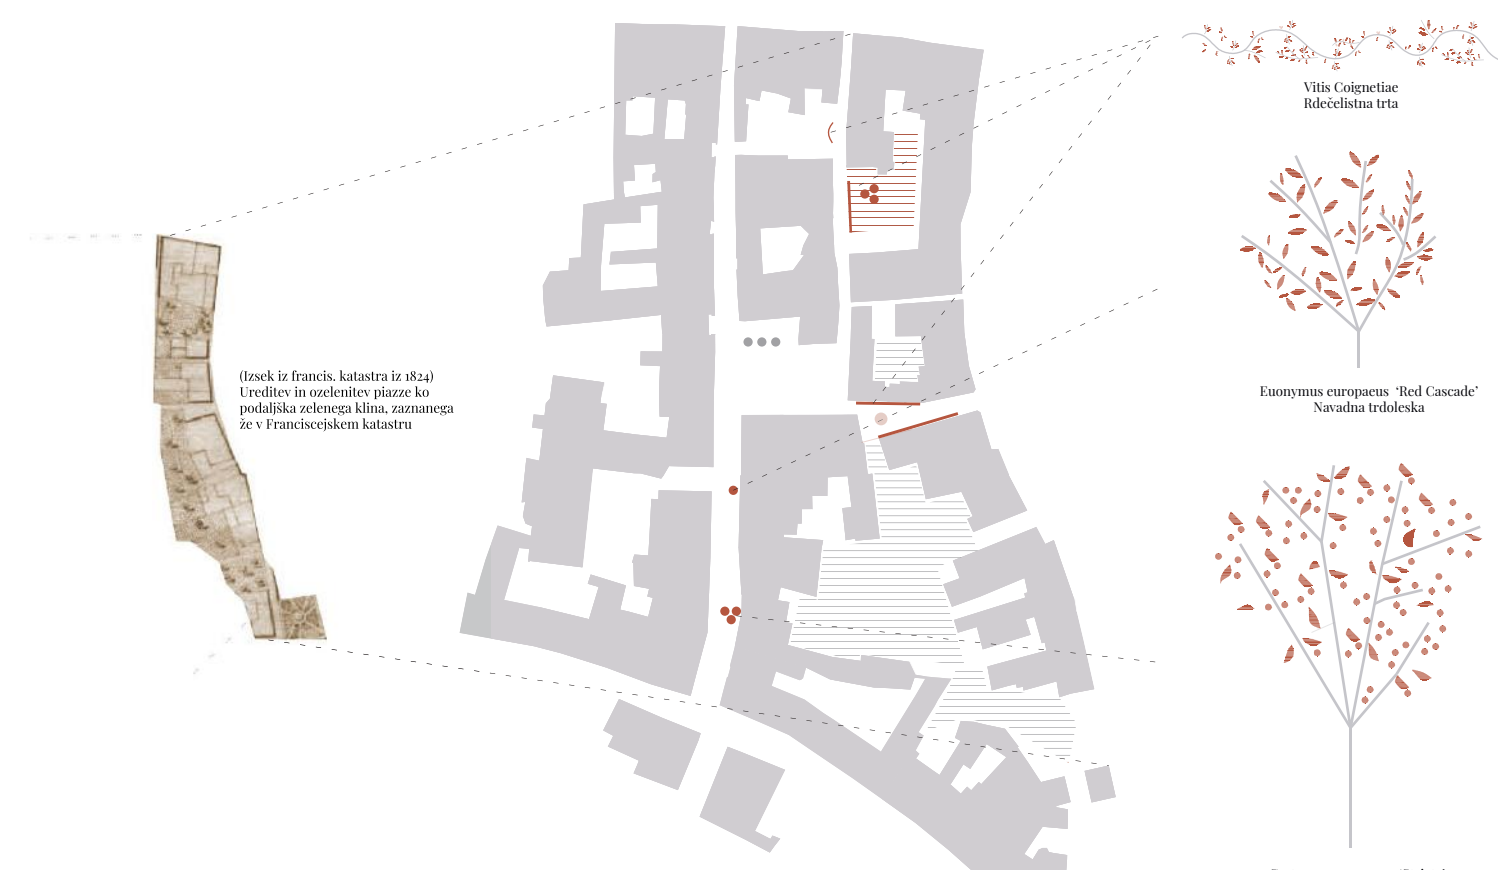 Vitis Coignetiae
Rdečelistna trta
(Izsek iz francis. katastra iz 1824)
Ureditev in ozelenitev piazze ko
podaljška zelenega klina, zaznanega
že v Franciscejskem katastru
Euonymus europaeus ‘Red Cascade’
Navadna trdoleska